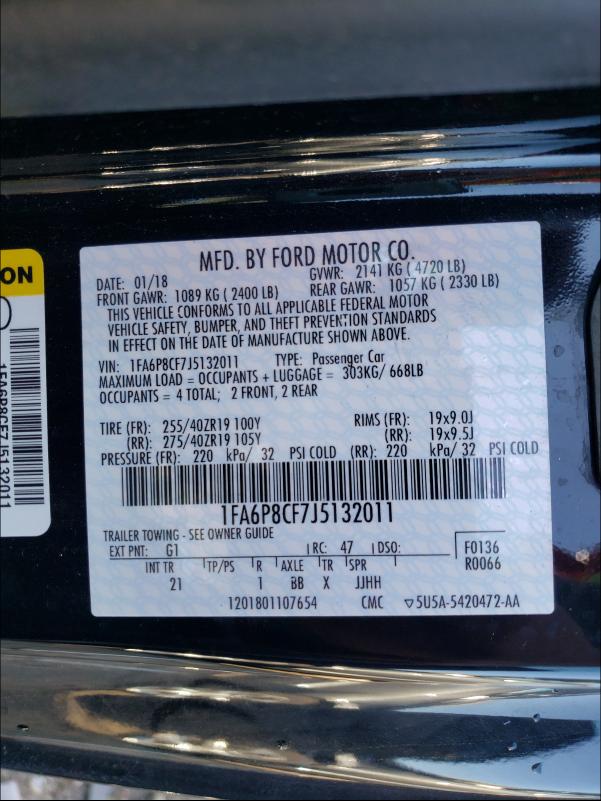 MFD. BY FORD MOTOR CO.
DATE: 01/18 GVWR: 2141 KG ( 4720 LB)
FRONT GAWR: 1089 KG ( 2400 LB) REAR GAWR: 1057 KG ( 2330 LB)
THIS VEHICLE CONFORMS TO ALL APPLICABLE FEDERAL MOTOR
VEHICLE SAFETY, BUMPER, AND THEFT PREVENTION STANDARDS
IN EFFECT ON THE DATE OF MANUFACTURE SHOWN ABOVE.
VIN: 1FA6P8CF7J5132011 TYPE: Passenger Car
MAXIMUM LOAD = OCCUPANTS + LUGGAGE = 303KG/ 668LB
OCCUPANTS = 4 TOTAL; 2 FRONT, 2 REAR
TIRE (FR): 255/40ZR19 100Y RIMS (FR): 19x9.0J
(RR): 275/40ZR19 105Y (RR): 19x9.5J
PRESSURE (FR): 220 kPa/ 32 PSI COLD (RR): 220 kPa/ 32 PSI COLD
1FA6P8CF7J5132011
TRAILER TOWING - SEE OWNER GUIDE
EXT PNT: G1 RC: 47 DSO: F0136
INT TR TP/PS R AXLE TR SPR R0066
21 1 BB X JJHH
1201801107654 CMC ▽5U5A-5420472-AA
ON
1FA6P8CF7J5132011